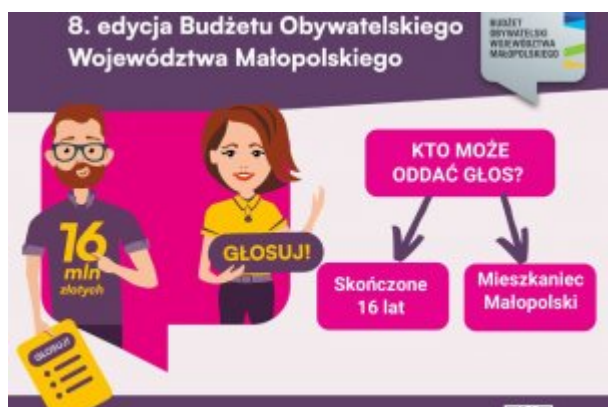 8. edycja Budżetu Obywatelskiego
Województwa Małopolskiego
BUDŻET
OBYWATELSKI
WOJEWÓDZTWA
MAŁOPOLSKIEGO
KTO MOŻE
ODDAĆ GŁOS?
16
mln
złotych
GŁOSUJ!
Skończone
16 lat
Mieszkaniec
Małopolski
GŁOSUJ!